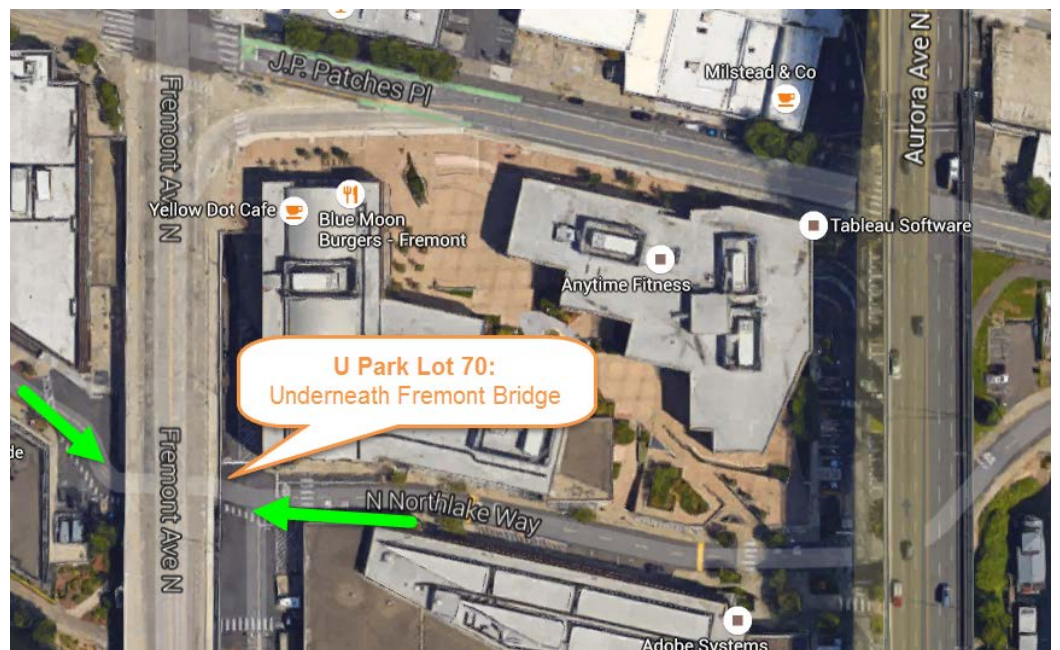 J.P. Patches Pl
Milstead & Co
Aurora Ave N
Fremont Ave N
Yellow Dot Cafe
Blue Moon
Burgers - Fremont
Tableau Software
Anytime Fitness
U Park Lot 70:
Underneath Fremont Bridge
Fremont Ave N
de
N Northlake Way
Adobe Systems